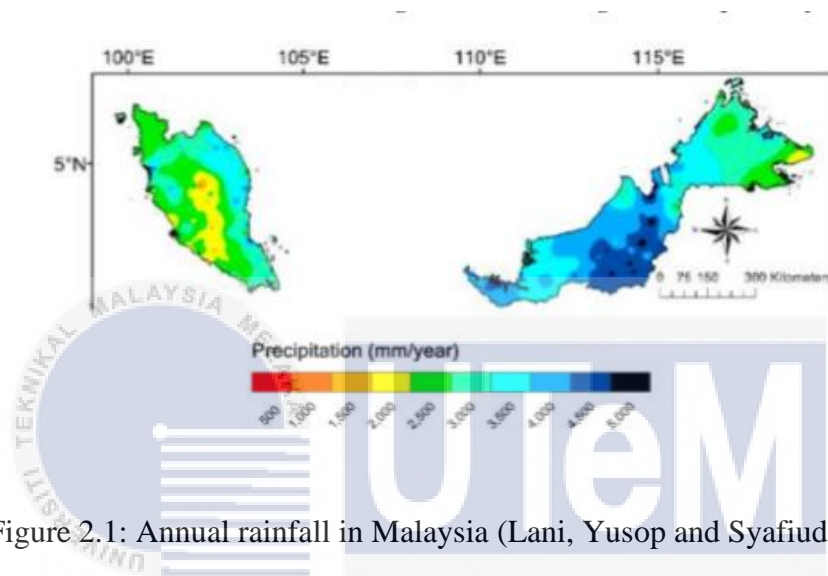 100°E 105°E 110°E 115°E
5°N
0 75 150 300 Kilometers
Precipitation (mm/year)
500 1,000 1,500 2,000 2,500 3,000 3,500 4,000 4,500 5,000
UTeM
TEKNIKAL MALAYSIA
Figure 2.1: Annual rainfall in Malaysia (Lani, Yusop and Syafiud